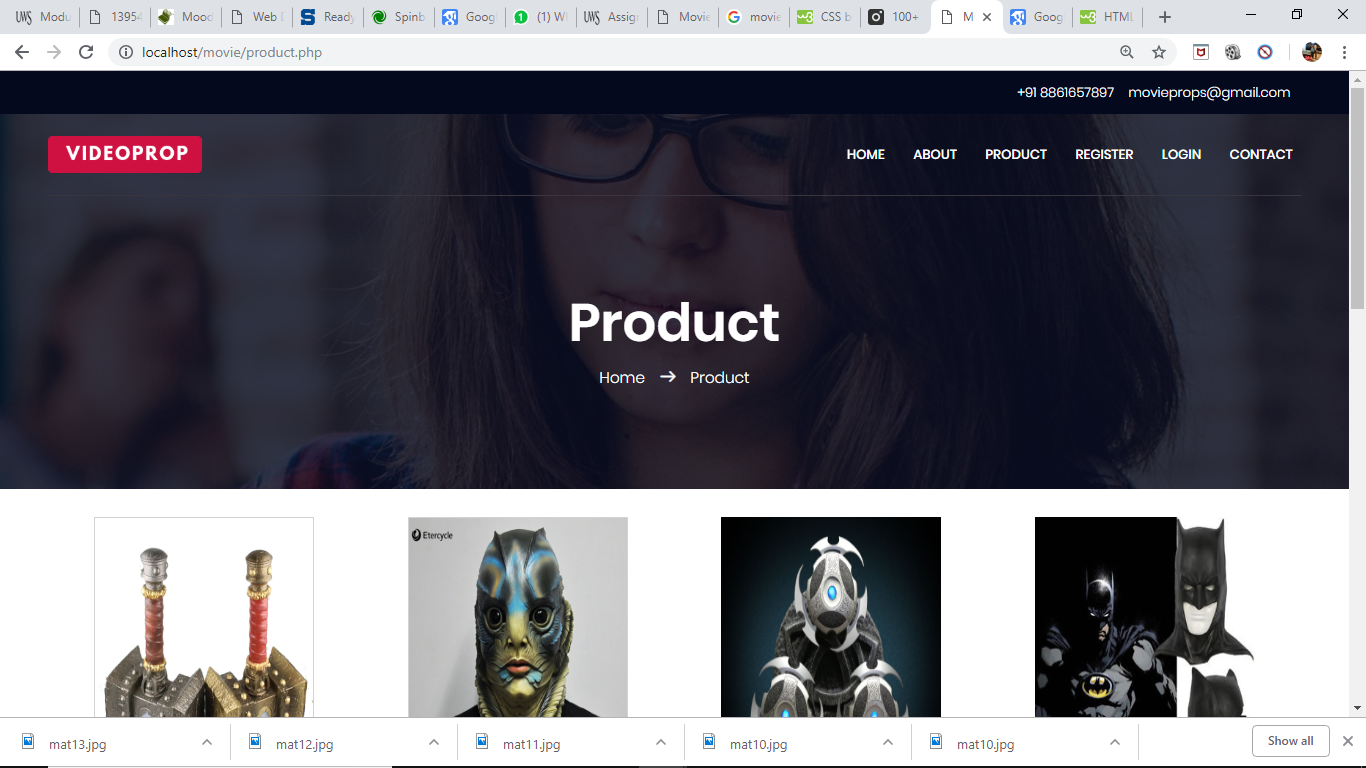 Modu
13954
Mood
Web D
Ready
Spinb
Goog
(1) W
Assig
Movie
movie
CSS b
100+
M
Goog
HTML
localhost/movie/product.php
+91 8861657897 movieprops@gmail.com
VIDEOPROP
HOME ABOUT PRODUCT REGISTER LOGIN CONTACT
Product
Home → Product
Etercycle
mat13.jpg
mat12.jpg
mat11.jpg
mat10.jpg
mat10.jpg
Show all